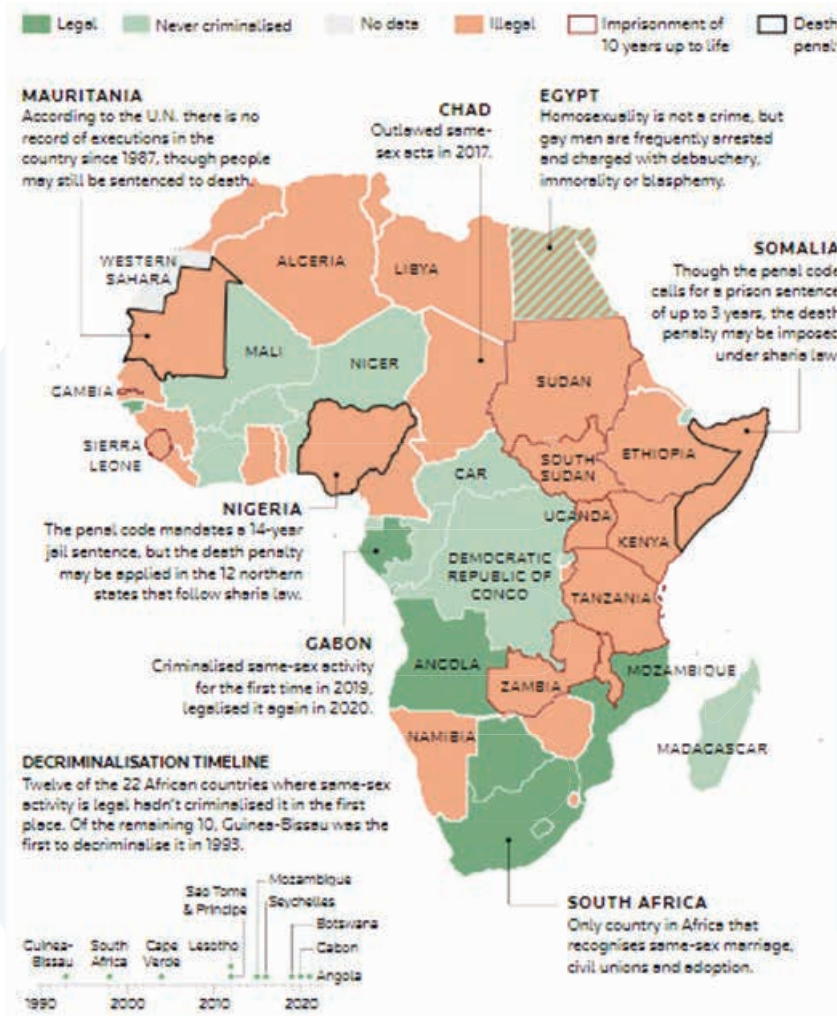 Legal
Never criminalised
No data
Illegal
Imprisonment of
10 years up to life
Death
penal
MAURITANIA
According to the U.N. there is no
record of executions in the
country since 1987, though people
may still be sentenced to death.
CHAD
Outlawed same-
sex acts in 2017.
EGYPT
Homosexuality is not a crime, but
gay men are frequently arrested
and charged with debauchery,
immorality or blasphemy.
SOMALIA
Though the penal code
calls for a prison sentence
of up to 3 years, the death
penalty may be imposed
under sharia law
WESTERN
SAHARA
ALGERIA
LIBYA
MALI
NIGER
SUDAN
GAMBIA
SIERRA
LEONE
CAR
SOUTH
SUDAN
ETHIOPIA
UGANDA
KENYA
NIGERIA
The penal code mandates a 14-year
jail sentence, but the death penalty
may be applied in the 12 northern
states that follow sharia law.
DEMOCRATIC
REPUBLIC OF
CONGO
TANZANIA
GABON
Criminalised same-sex activity
for the first time in 2019,
legalised it again in 2020.
ANGOLA
ZAMBIA
MOZAMBIQUE
NAMIBIA
MADAGASCAR
DECRIMINALISATION TIMELINE
Twelve of the 22 African countries where same-sex
activity is legal hadn't criminalised it in the first
place. Of the remaining 10, Guinea-Bissau was the
first to decriminalise it in 1993.
Guinea-
Bissau
South
Africa
Cape
Verde
Lesotho
Sao Tome
& Principe
Mozambique
Seychelles
Botswana
Gabon
Angola
1990
2000
2010
2020
SOUTH AFRICA
Only country in Africa that
recognises same-sex marriage,
civil unions and adoption.